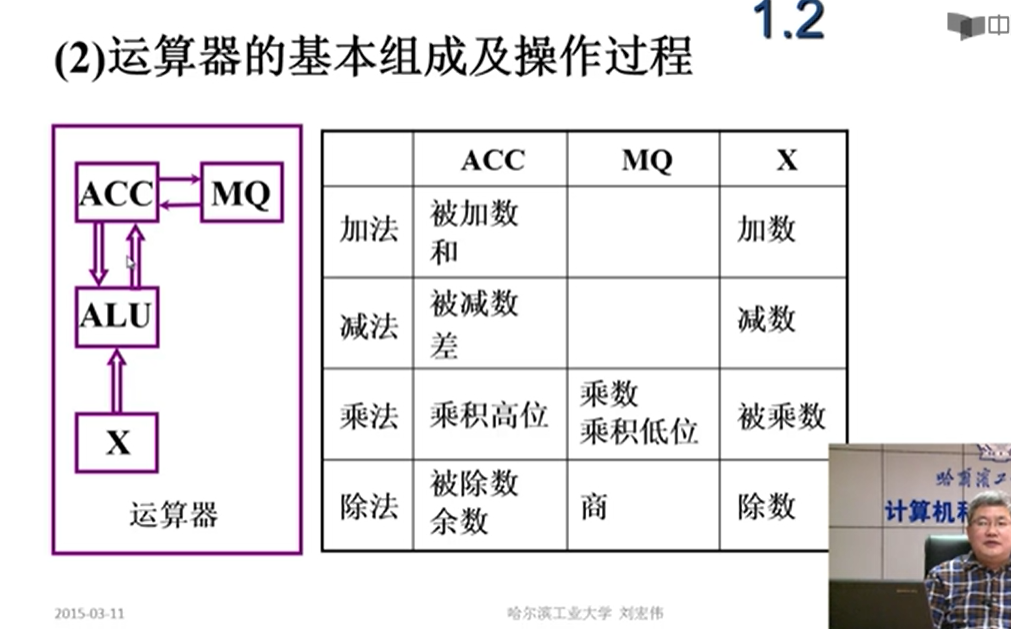 1.2
中
(2)运算器的基本组成及操作过程
ACC
MQ
ALU
X
运算器
ACC MQ X
加法 被加数 和 加数
减法 被减数 差 减数
乘法 乘积高位 乘数 乘积低位 被乘数
除法 被除数 余数 商 除数
哈尔滨工
计算机科
2015-03-11
哈尔滨工业大学 刘宏伟